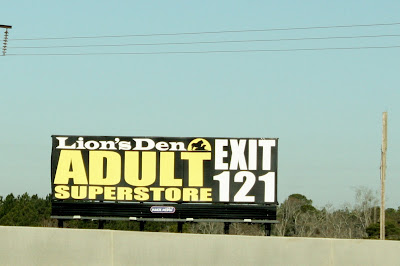 Lion's Den
ADULT
SUPERSTORE
EXIT
121